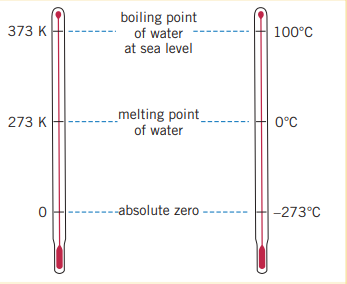 boiling point
373 K
of water
100°C
at sea level
melting point
273 K
0°C
of water
0
absolute zero
–273°C